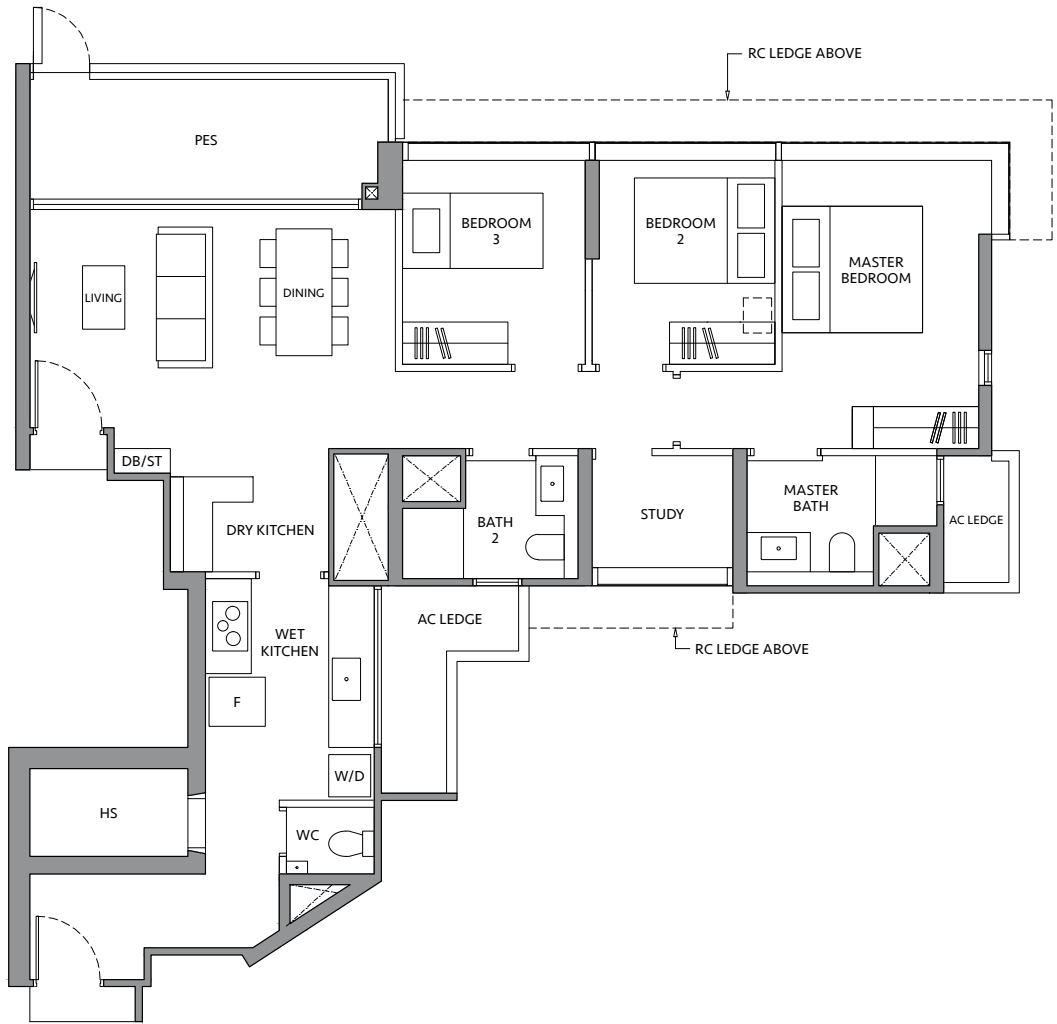 RC LEDGE ABOVE
PES
BEDROOM
3
BEDROOM
2
MASTER
BEDROOM
LIVING
DINING
DB/ST
DRY KITCHEN
BATH
2
STUDY
MASTER
BATH
AC LEDGE
WET
KITCHEN
AC LEDGE
RC LEDGE ABOVE
F
W/D
HS
WC